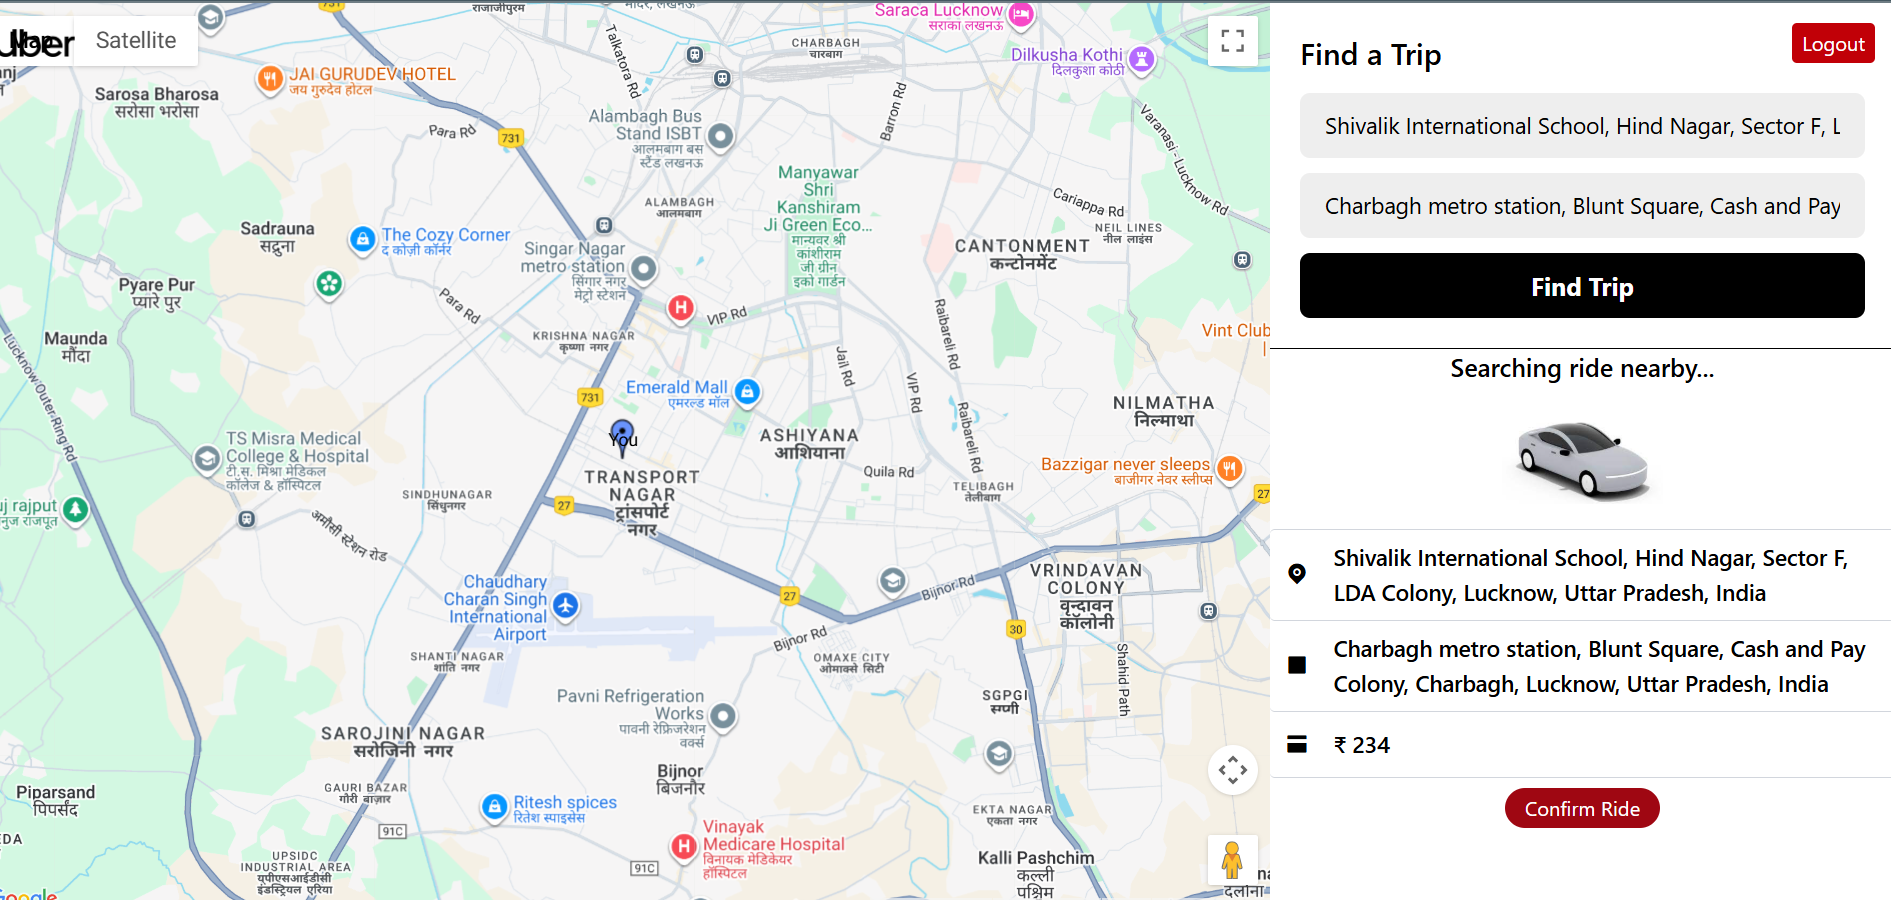 राजाजीपुरम
Uber
Satellite
Saraca Lucknow
सराका लखनऊ
CHARBAGH
चारबाग
Dilkusha Kothi
दिलकुशा कोठी
Talkatora Rd
JAI GURUDEV HOTEL
जय गुरुदेव होटल
Sarosa Bharosa
सरोसा भरोसा
Barron Rd
Varanasi - Lucknow Rd
Alambagh Bus
Stand ISBT
आलमबाग बस
स्टैंड लखनऊ
Para Rd
731
Manyawar
Shri
Kanshiram
Ji Green Eco...
मान्यवर श्री
कांशीराम
जी ग्रीन
इको गार्डन
ALAMBAGH
आलमबाग
Cariappa Rd
NEIL LINES
नील लाइंस
Sadrauna
सद्रुना
The Cozy Corner
द कोज़ी कॉर्नर
Singar Nagar
metro station
सिंगार नगर
मेट्रो स्टेशन
CANTONMENT
कन्टोनमेंट
Pyare Pur
प्यारे पुर
Para Rd
H
VIP Rd
Raibareli Rd
Vint Club
Maunda
मौंदा
KRISHNA NAGAR
कृष्णा नगर
Jail Rd
Lucknow Outer Ring Rd
Emerald Mall
एमरल्ड मॉल
731
VIP Rd
Raibareli Rd
NILMATHA
निल्माथा
You
TS Misra Medical
College & Hospital
टी.स. मिश्रा मेडिकल
कॉलेज & हॉस्पिटल
ASHIYANA
आशियाना
Quila Rd
Bazzigar never sleeps
बाजीगर नेवर स्लीप्स
TRANSPORT
NAGAR
ट्रांसपोर्ट
नगर
SINDHUNAGAR
सिंधुनगर
TELIBAGH
तेलीबाग
27
27
rajput
राजपूत
अमौसी स्टेशन रोड
Chaudhary
Charan Singh
International
Airport
27
Bijnor Rd
VRINDAVAN
COLONY
वृन्दावन
कॉलोनी
30
Bijnor Rd
SHANTI NAGAR
शांति नगर
OMAXE CITY
ओमाक्से सिटी
Shahid Path
Pavni Refrigeration
Works
पावनी रेफ्रिजरेशन
वर्क्स
SGPGI
स्ग्पगी
SAROJINI NAGAR
सरोजिनी नगर
Bijnor
बिजनौर
GAURI BAZAR
गौरी बाज़ार
Piparsand
पिपर्संद
Ritesh spices
रितेश स्पाइसेस
EKTA NAGAR
एकता नगर
91C
H
Vinayak
Medicare Hospital
विनायक मेडिकेयर
हॉस्पिटल
UPSIDC
INDUSTRIAL AREA
यूपीएसआईडीसी
इंडस्ट्रियल एरिया
91C
Kalli Pashchim
कल्ली
पश्चिम
Find a Trip
Logout
Shivalik International School, Hind Nagar, Sector F, L
Charbagh metro station, Blunt Square, Cash and Pay
Find Trip
Searching ride nearby...
Shivalik International School, Hind Nagar, Sector F,
LDA Colony, Lucknow, Uttar Pradesh, India
Charbagh metro station, Blunt Square, Cash and Pay
Colony, Charbagh, Lucknow, Uttar Pradesh, India
₹ 234
Confirm Ride